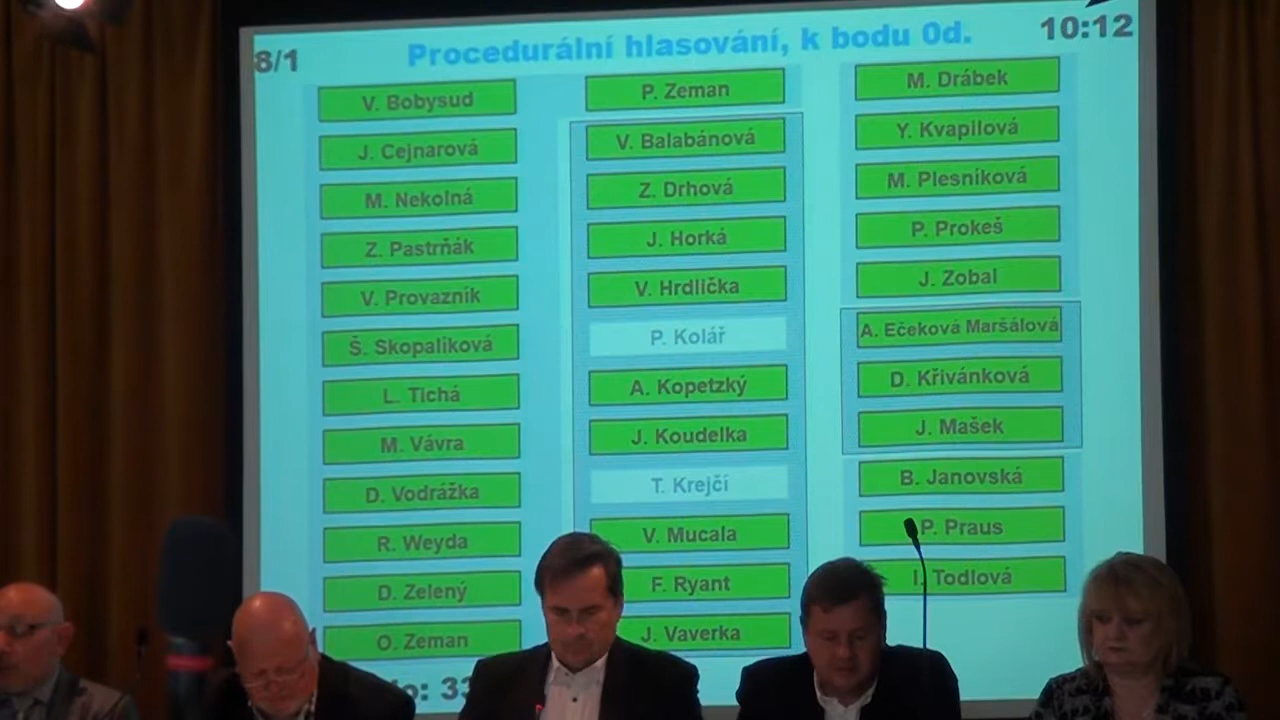 8/1
Procedurální hlasování, k bodu 0d.
10:12
V. Bobysud
J. Cejnarová
M. Nekolná
Z. Pastrňák
V. Provazník
Š. Skopalíková
L. Tichá
M. Vávra
D. Vodrážka
R. Weyda
D. Zelený
O. Zeman
P. Zeman
V. Balabánová
Z. Drhová
J. Horká
V. Hrdlička
P. Kolář
A. Kopetzký
J. Koudelka
T. Krejčí
V. Mucala
F. Ryant
J. Vaverka
M. Drábek
Y. Kvapilová
M. Plesníková
P. Prokeš
J. Zobal
A. Ečeková Maršálová
D. Křivánková
J. Mašek
B. Janovská
P. Praus
I. Todlová